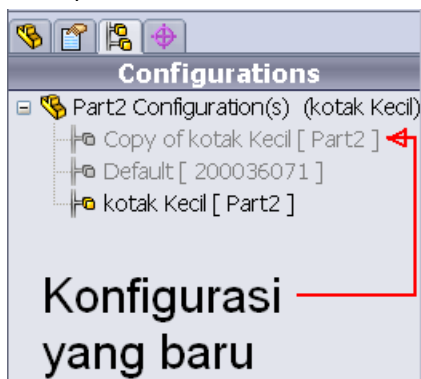 Configurations
Part2 Configuration(s) (kotak Kecil)
Copy of kotak Kecil [ Part2 ]
Default [ 200036071 ]
kotak Kecil [ Part2 ]
Konfigurasi
yang baru